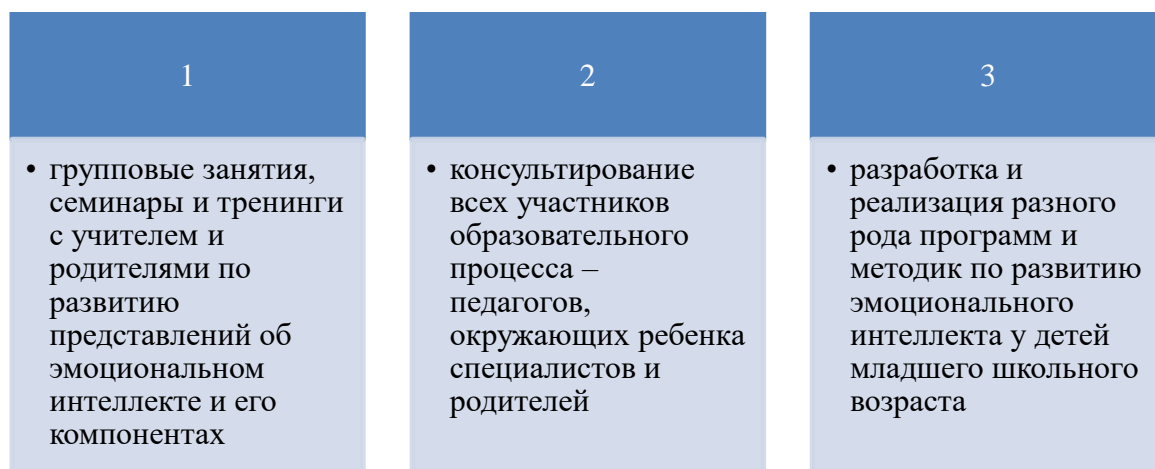 1
• групповые занятия,
семинары и тренинги
с учителем и
родителями по
развитию
представлений об
эмоциональном
интеллекте и его
компонентах
2
• консультирование
всех участников
образовательного
процесса –
педагогов,
окружающих ребенка
специалистов и
родителей
3
• разработка и
реализация разного
рода программ и
методик по развитию
эмоционального
интеллекта у детей
младшего школьного
возраста